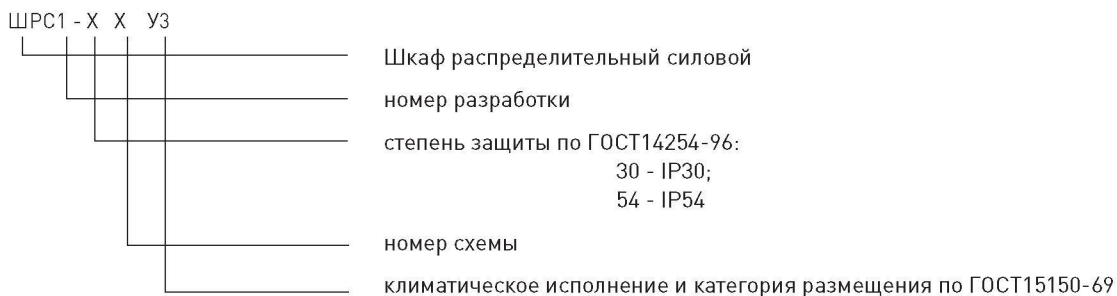 ШРС1 - Х Х У3
Шкаф распределительный силовой
номер разработки
степень защиты по ГОСТ14254-96:
30 - IP30;
54 - IP54
номер схемы
климатическое исполнение и категория размещения по ГОСТ15150-69